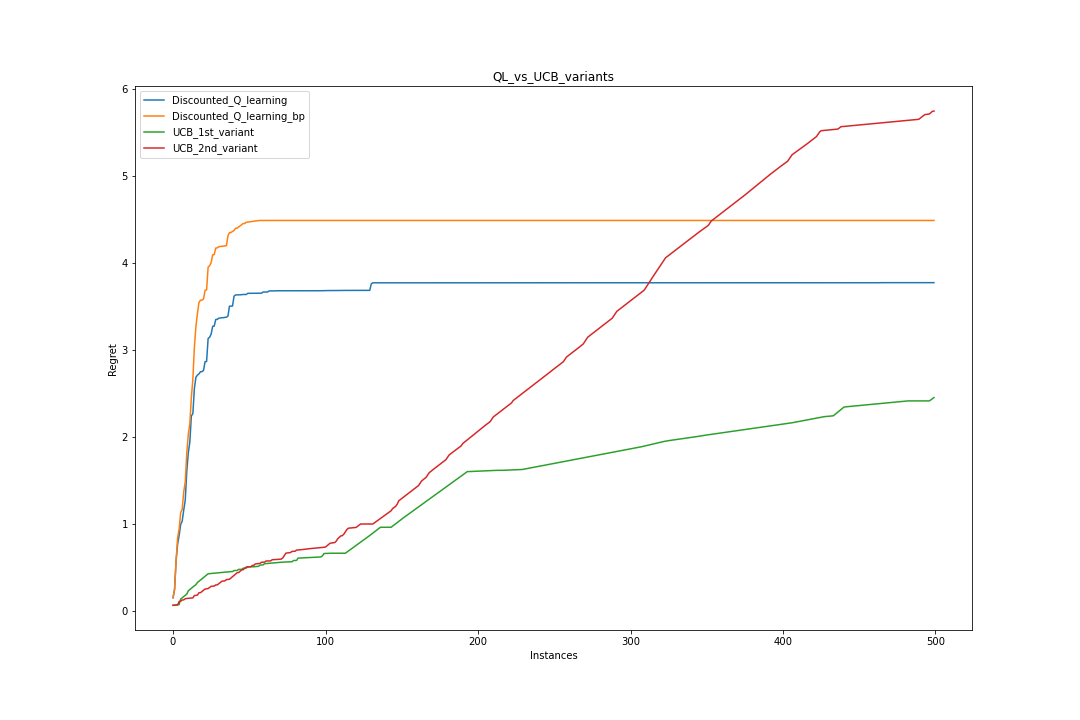 QL_vs_UCB_variants
Discounted_Q_learning
Discounted_Q_learning_bp
UCB_1st_variant
UCB_2nd_variant
6
5
4
3
2
1
0
Regret
0 100 200 300 400 500
Instances